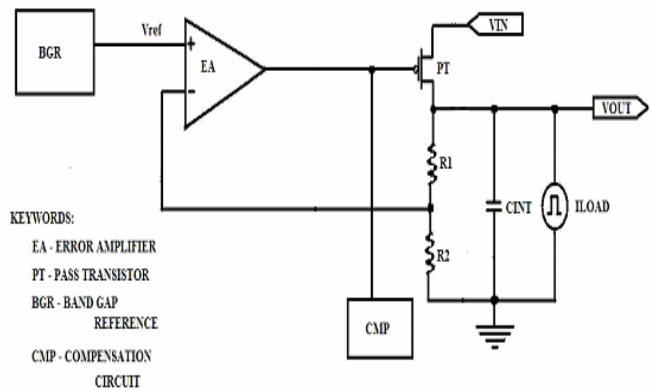 VIN
Vref
BGR
+
EA
PT
-
VOUT
R1
CINT
ILOAD
KEYWORDS:
EA - ERROR AMPLIFIER
R2
PT - PASS TRANSISTOR
BGR - BAND GAP
REFERENCE
CMP
CMP - COMPENSATION
CIRCUIT